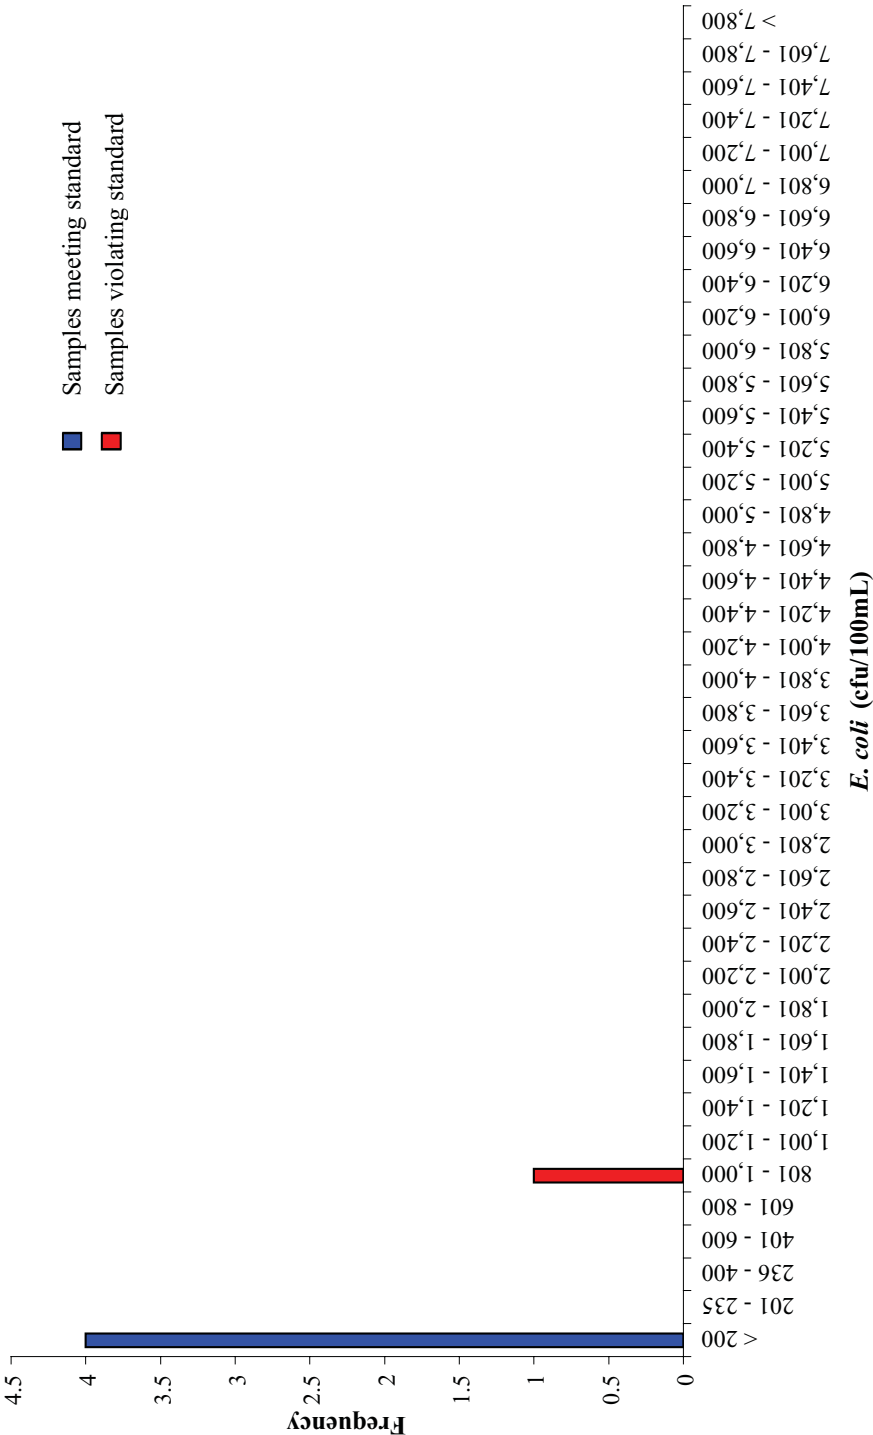 Frequency
4.5
4
3.5
3
2.5
2
1.5
1
0.5
0
Samples meeting standard
Samples violating standard
< 200
201 - 235
236 - 400
401 - 600
601 - 800
801 - 1,000
1,001 - 1,200
1,201 - 1,400
1,401 - 1,600
1,601 - 1,800
1,801 - 2,000
2,001 - 2,200
2,201 - 2,400
2,401 - 2,600
2,601 - 2,800
2,801 - 3,000
3,001 - 3,200
3,201 - 3,400
3,401 - 3,600
3,601 - 3,800
3,801 - 4,000
4,001 - 4,200
4,201 - 4,400
4,401 - 4,600
4,601 - 4,800
4,801 - 5,000
5,001 - 5,200
5,201 - 5,400
5,401 - 5,600
5,601 - 5,800
5,801 - 6,000
6,001 - 6,200
6,201 - 6,400
6,401 - 6,600
6,601 - 6,800
6,801 - 7,000
7,001 - 7,200
7,201 - 7,400
7,401 - 7,600
7,601 - 7,800
> 7,800
E. coli (cfu/100mL)